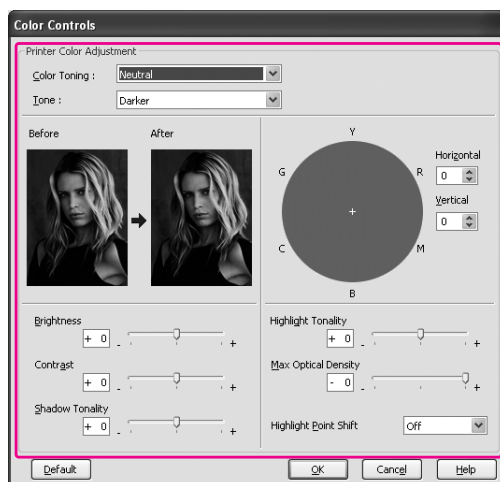 Color Controls
Printer Color Adjustment
Color Toning : Neutral
Tone : Darker
Before After
Y
G R
C M
B
Horizontal
0
Vertical
0
Brightness
+ 0 - +
Contrast
+ 0 - +
Shadow Tonality
+ 0 - +
Highlight Tonality
+ 0 - +
Max Optical Density
- 0 - +
Highlight Point Shift Off
Default OK Cancel Help